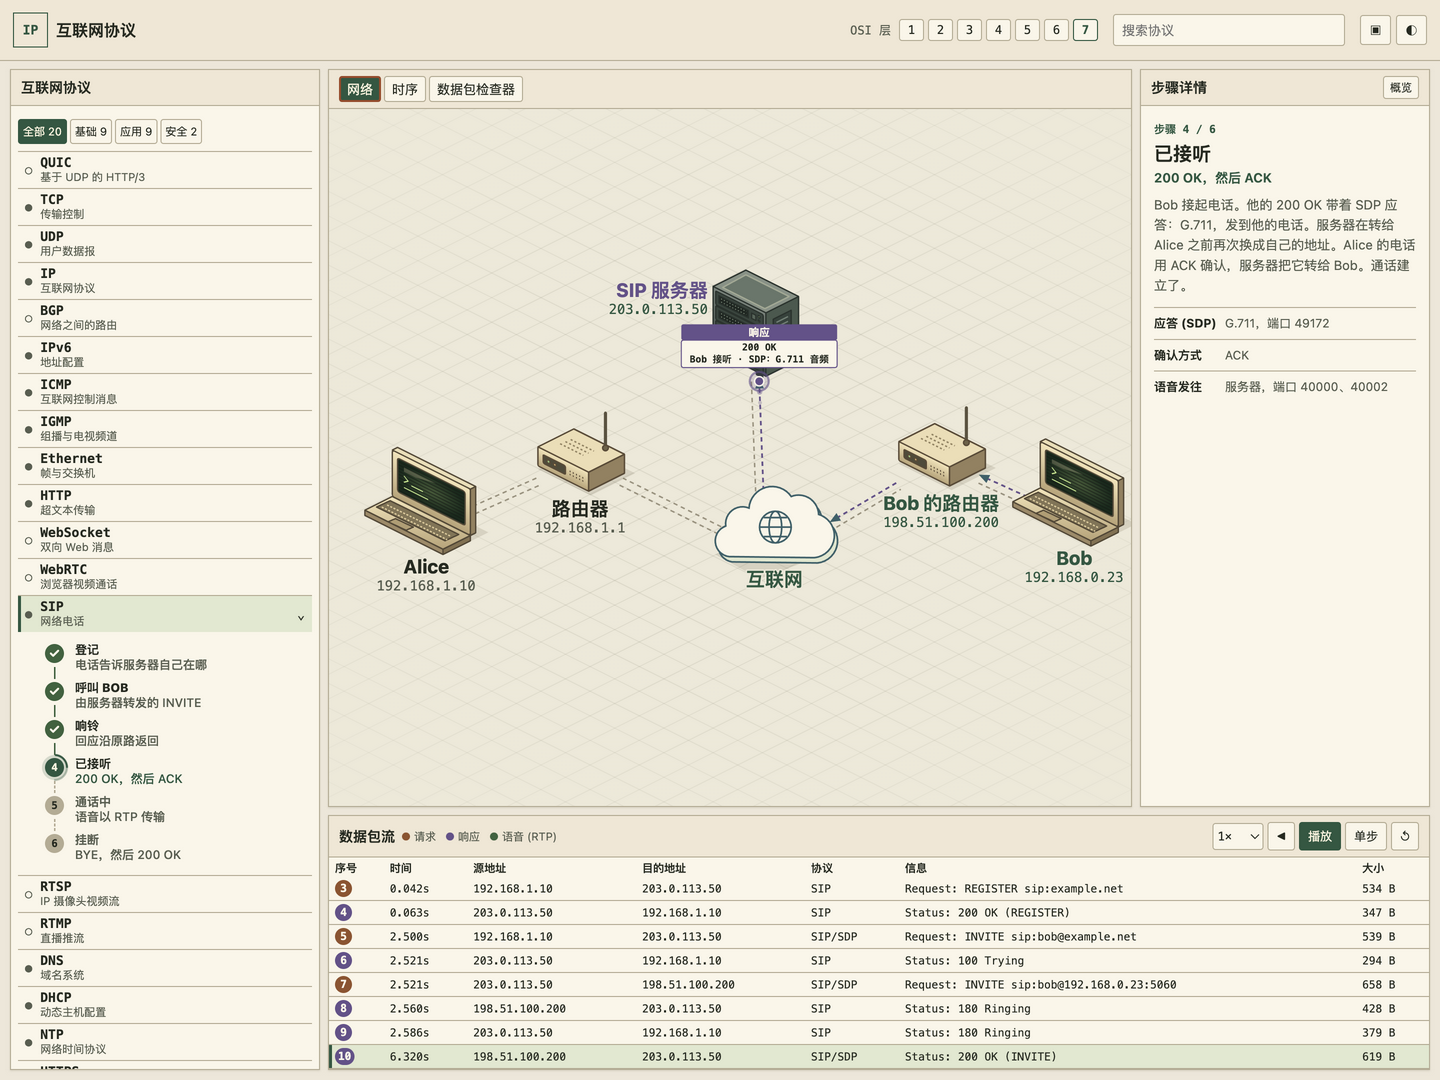 IP
互联网协议
OSI 层
1
2
3
4
5
6
7
搜索协议
互联网协议
全部 20
基础 9
应用 9
安全 2
QUIC
基于 UDP 的 HTTP/3
TCP
传输控制
UDP
用户数据报
IP
互联网协议
BGP
网络之间的路由
IPv6
地址配置
ICMP
互联网控制消息
IGMP
组播与电视频道
Ethernet
帧与交换机
HTTP
超文本传输
WebSocket
双向 Web 消息
WebRTC
浏览器视频通话
SIP
网络电话
登记
电话告诉服务器自己在哪
呼叫 BOB
由服务器转发的 INVITE
响铃
回应沿原路返回
4
已接听
200 OK，然后 ACK
5
通话中
语音以 RTP 传输
6
挂断
BYE，然后 200 OK
RTSP
IP 摄像头视频流
RTMP
直播推流
DNS
域名系统
DHCP
动态主机配置
NTP
网络时间协议
网络
时序
数据包检查器
SIP 服务器
203.0.113.50
响应
200 OK
Bob 接听 · SDP: G.711 音频
Alice
192.168.1.10
路由器
192.168.1.1
互联网
Bob 的路由器
198.51.100.200
Bob
192.168.0.23
步骤详情
概览
步骤 4 / 6
已接听
200 OK，然后 ACK
Bob 接起电话。他的 200 OK 带着 SDP 应
答：G.711，发到他的电话。服务器在转给
Alice 之前再次换成自己的地址。Alice 的电话
用 ACK 确认，服务器把它转给 Bob。通话建
立了。
应答 (SDP) G.711，端口 49172
确认方式 ACK
语音发往 服务器，端口 40000、40002
数据包流
请求
响应
语音 (RTP)
1×
播放
单步
序号 时间 源地址 目的地址 协议 信息 大小
3 0.042s 192.168.1.10 203.0.113.50 SIP Request: REGISTER sip:example.net 534 B
4 0.063s 203.0.113.50 192.168.1.10 SIP Status: 200 OK (REGISTER) 347 B
5 2.500s 192.168.1.10 203.0.113.50 SIP/SDP Request: INVITE sip:bob@example.net 539 B
6 2.521s 203.0.113.50 192.168.1.10 SIP Status: 100 Trying 294 B
7 2.521s 203.0.113.50 198.51.100.200 SIP/SDP Request: INVITE sip:bob@192.168.0.23:5060 658 B
8 2.560s 198.51.100.200 203.0.113.50 SIP Status: 180 Ringing 428 B
9 2.586s 203.0.113.50 192.168.1.10 SIP Status: 180 Ringing 379 B
10 6.320s 198.51.100.200 203.0.113.50 SIP/SDP Status: 200 OK (INVITE) 619 B